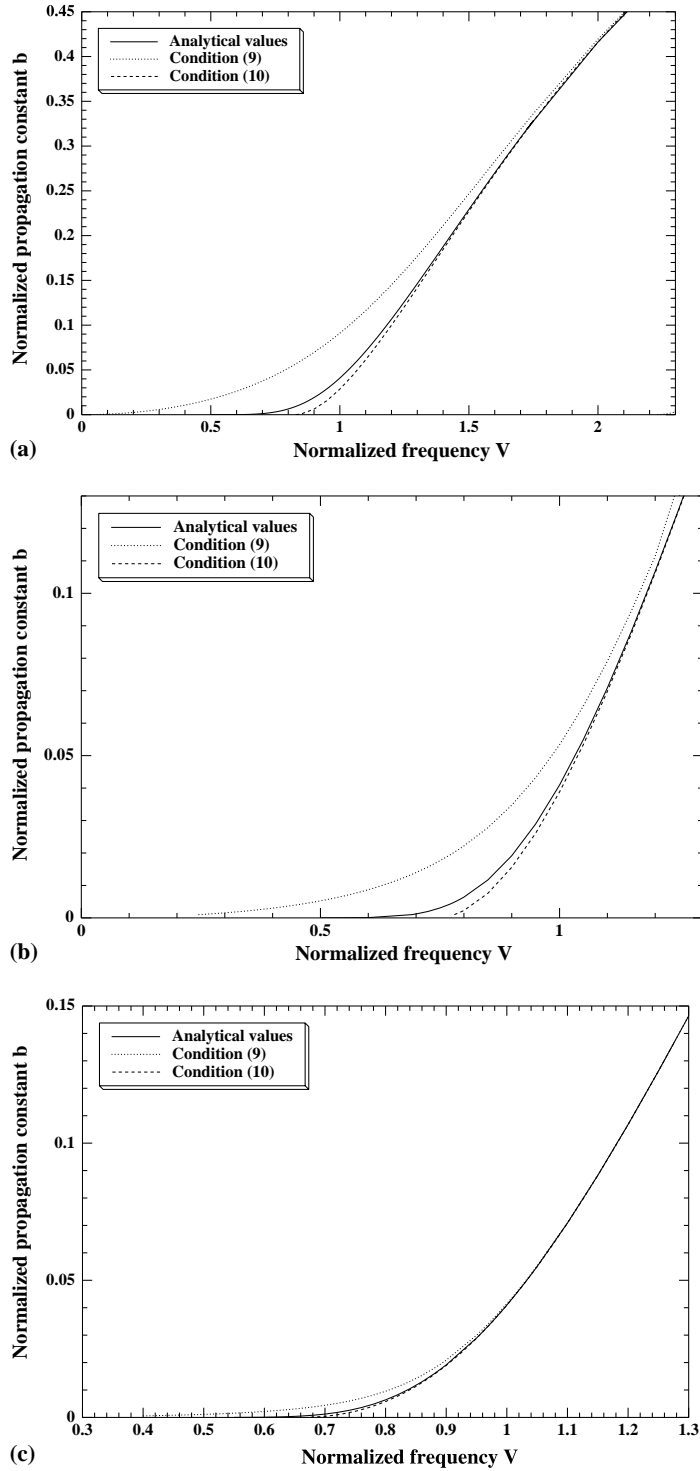 0.45
0.4
0.35
0.3
0.25
0.2
0.15
0.1
0.05
0
Normalized propagation constant b
Analytical values
Condition (9)
Condition (10)
0
0.5
1
1.5
2
Normalized frequency V
(a)
0.1
0.05
0
Normalized propagation constant b
Analytical values
Condition (9)
Condition (10)
0
0.5
1
Normalized frequency V
(b)
0.15
0.1
0.05
0
Normalized propagation constant b
Analytical values
Condition (9)
Condition (10)
0.3
0.4
0.5
0.6
0.7
0.8
0.9
1
1.1
1.2
1.3
Normalized frequency V
(c)